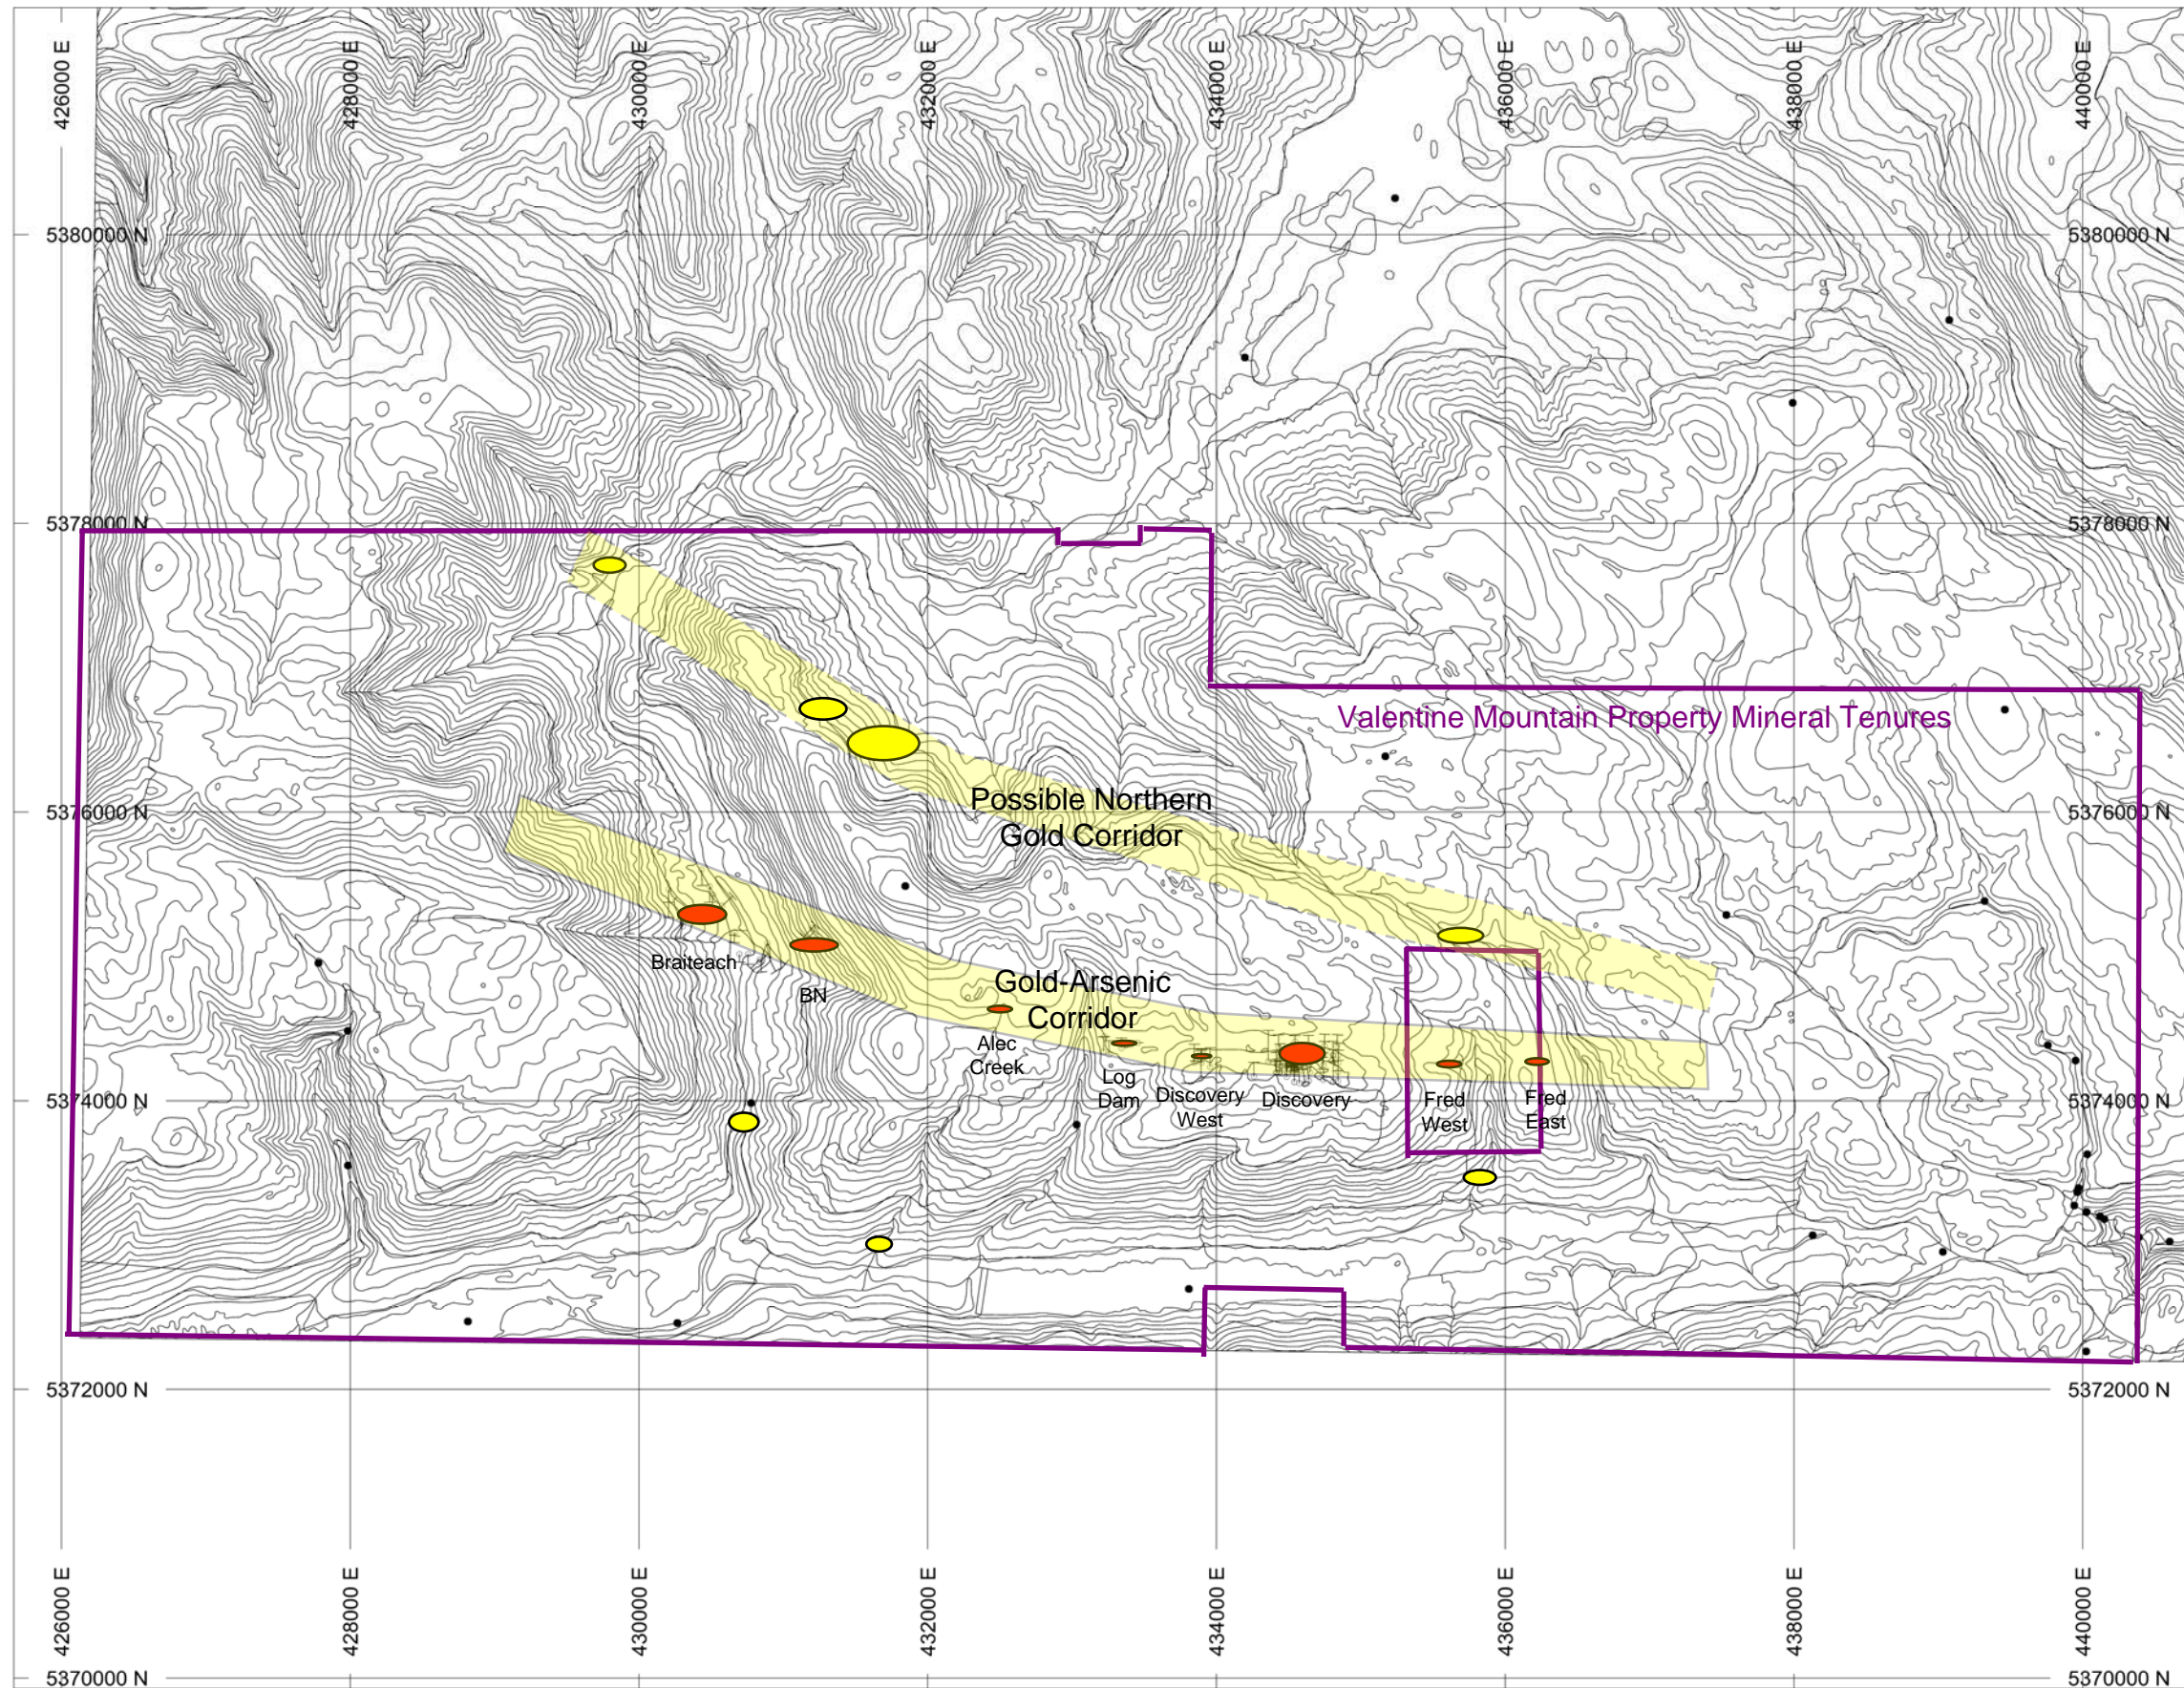 426000 E
428000 E
430000 E
432000 E
434000 E
436000 E
438000 E
440000 E
5380000 N
5380000 N
5378000 N
5378000 N
Valentine Mountain Property Mineral Tenures
Possible Northern
Gold Corridor
5376000 N
5376000 N
Braiteach
BN
Gold-Arsenic
Corridor
Alec
Creek
Log
Dam
Discovery
West
Discovery
Fred
West
Fred
East
5374000 N
5374000 N
5372000 N
5372000 N
426000 E
428000 E
430000 E
432000 E
434000 E
436000 E
438000 E
440000 E
5370000 N
5370000 N